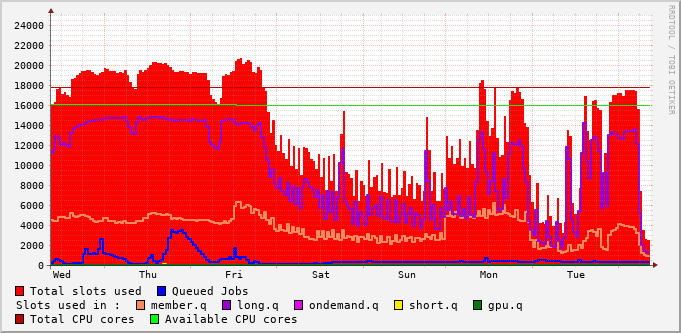 24000
22000
20000
18000
16000
14000
12000
10000
8000
6000
4000
2000
0
Wed Thu Fri Sat Sun Mon Tue
RRDTOOL / TOBI OETIKER
Total slots used Queued Jobs
Slots used in : member.q long.q ondemand.q short.q gpu.q
Total CPU cores Available CPU cores